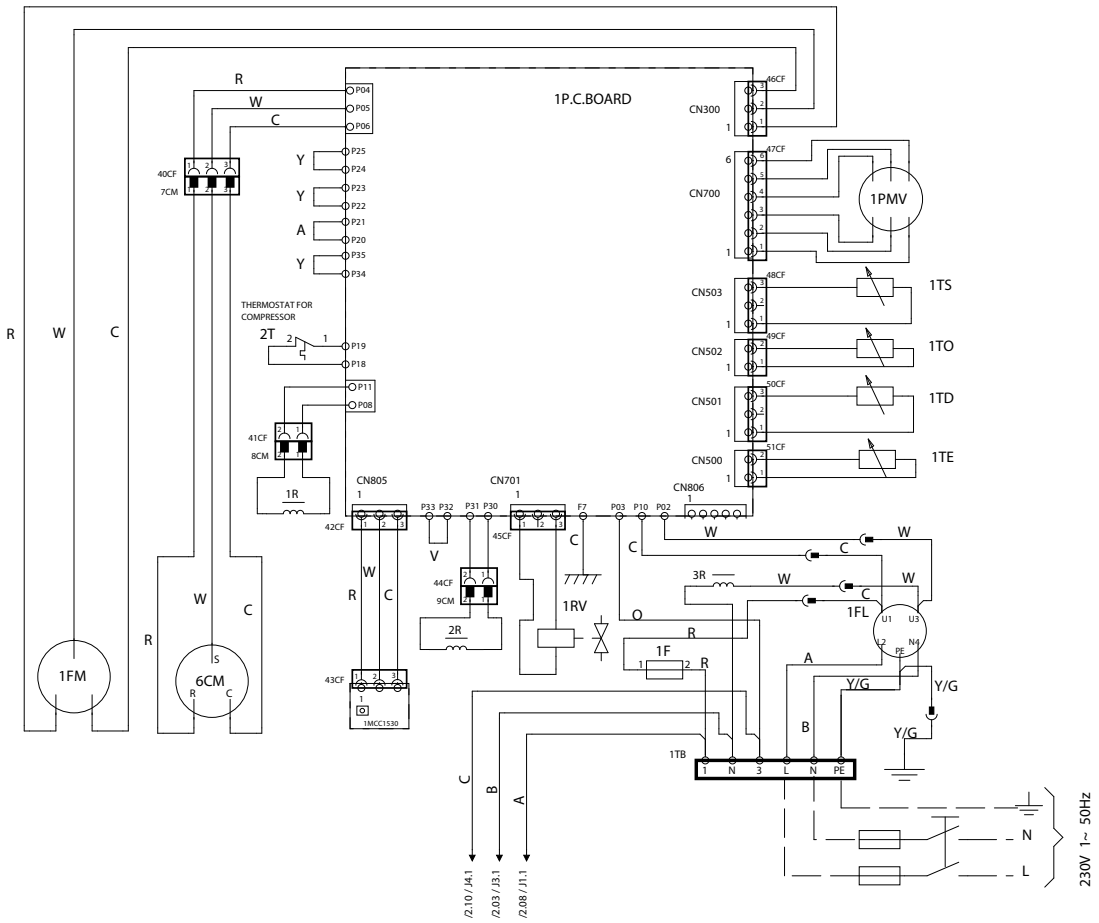 1P.C.BOARD
R
P04
W
P05
C
P06
46CF
3
CN300
2
1
1
40CF
1 2 3
7CM
1 2 3
Y
P25
P24
Y
P23
P22
A
P21
P20
Y
P35
P34
47CF
6
6
5
CN700
4
3
2
1
1
1PMV
48CF
CN503
3
2
1
1
1TS
49CF
CN502
2
1
1
1TO
50CF
CN501
3
2
1
1
1TD
51CF
CN500
2
1
1
1TE
R
W
C
THERMOSTAT FOR
COMPRESSOR
2T
2
1
P19
P18
P11
P08
41CF
2 1
8CM
2 1
1R
CN805
1
42CF
1 2 3
P33
P32
V
P31
P30
CN701
1
45CF
1 2 3
F7
C
P03
P10
P02
CN806
1
O
C
W
W
C
44CF
2 1
9CM
2 1
2R
1RV
3R
W
W
C
1FL
U1
U3
L2
N4
PE
R
1F
1
2
R
A
B
Y/G
Y/G
Y/G
R
W
C
43CF
1 2 3
1
1MCC1530
1FM
R
W
C
6CM
S
R
C
1TB
1 N 3 L N PE
C
B
A
/2.10 / J4.1
/2.03 / J3.1
/2.08 / J1.1
N
L
230V 1~ 50Hz